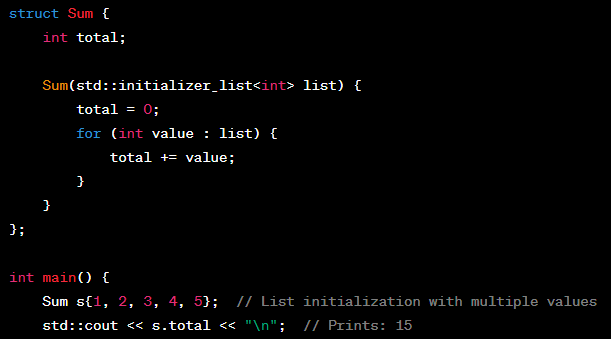 struct Sum {
    int total;

    Sum(std::initializer_list<int> list) {
        total = 0;
        for (int value : list) {
            total += value;
        }
    }
};

int main() {
    Sum s{1, 2, 3, 4, 5};  // List initialization with multiple values
    std::cout << s.total << "\n";  // Prints: 15